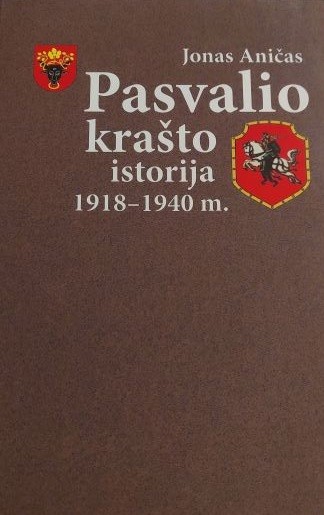 Jonas Aničas
Pasvalio
krašto
istorija
1918–1940 m.